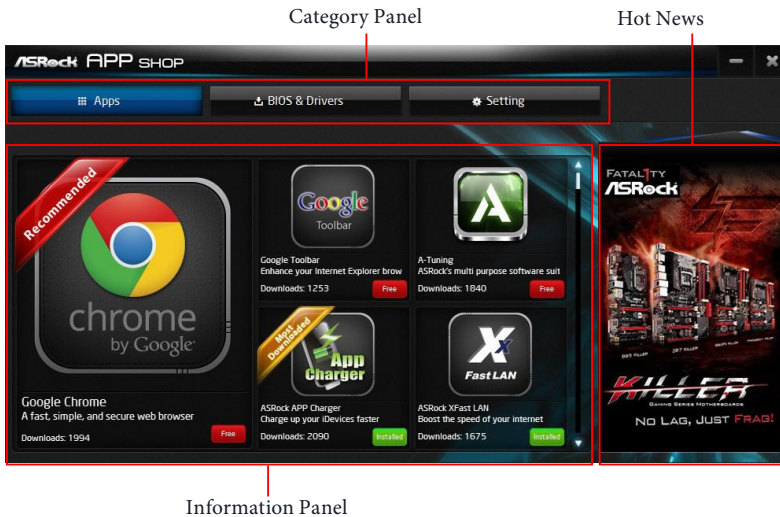 Category Panel
Hot News
ASRock APP SHOP
Apps
BIOS & Drivers
Setting
Recommended
chrome
by Google
Google Chrome
A fast, simple, and secure web browser
Downloads: 1994
Free
Google
Toolbar
Google Toolbar
Enhance your Internet Explorer brow
Downloads: 1253
Free
A-Tuning
ASRock's multi purpose software suit
Downloads: 1840
Free
Most
Downloaded
App
Charger
ASRock APP Charger
Charge up your iDevices faster
Downloads: 2090
Installed
Fast LAN
ASRock XFast LAN
Boost the speed of your internet
Downloads: 1675
Installed
FATAL1TY
ASRock
Z87 KILLER
KILLER
GAMING SERIES MOTHERBOARDS
NO LAG, JUST FRAG!
Information Panel